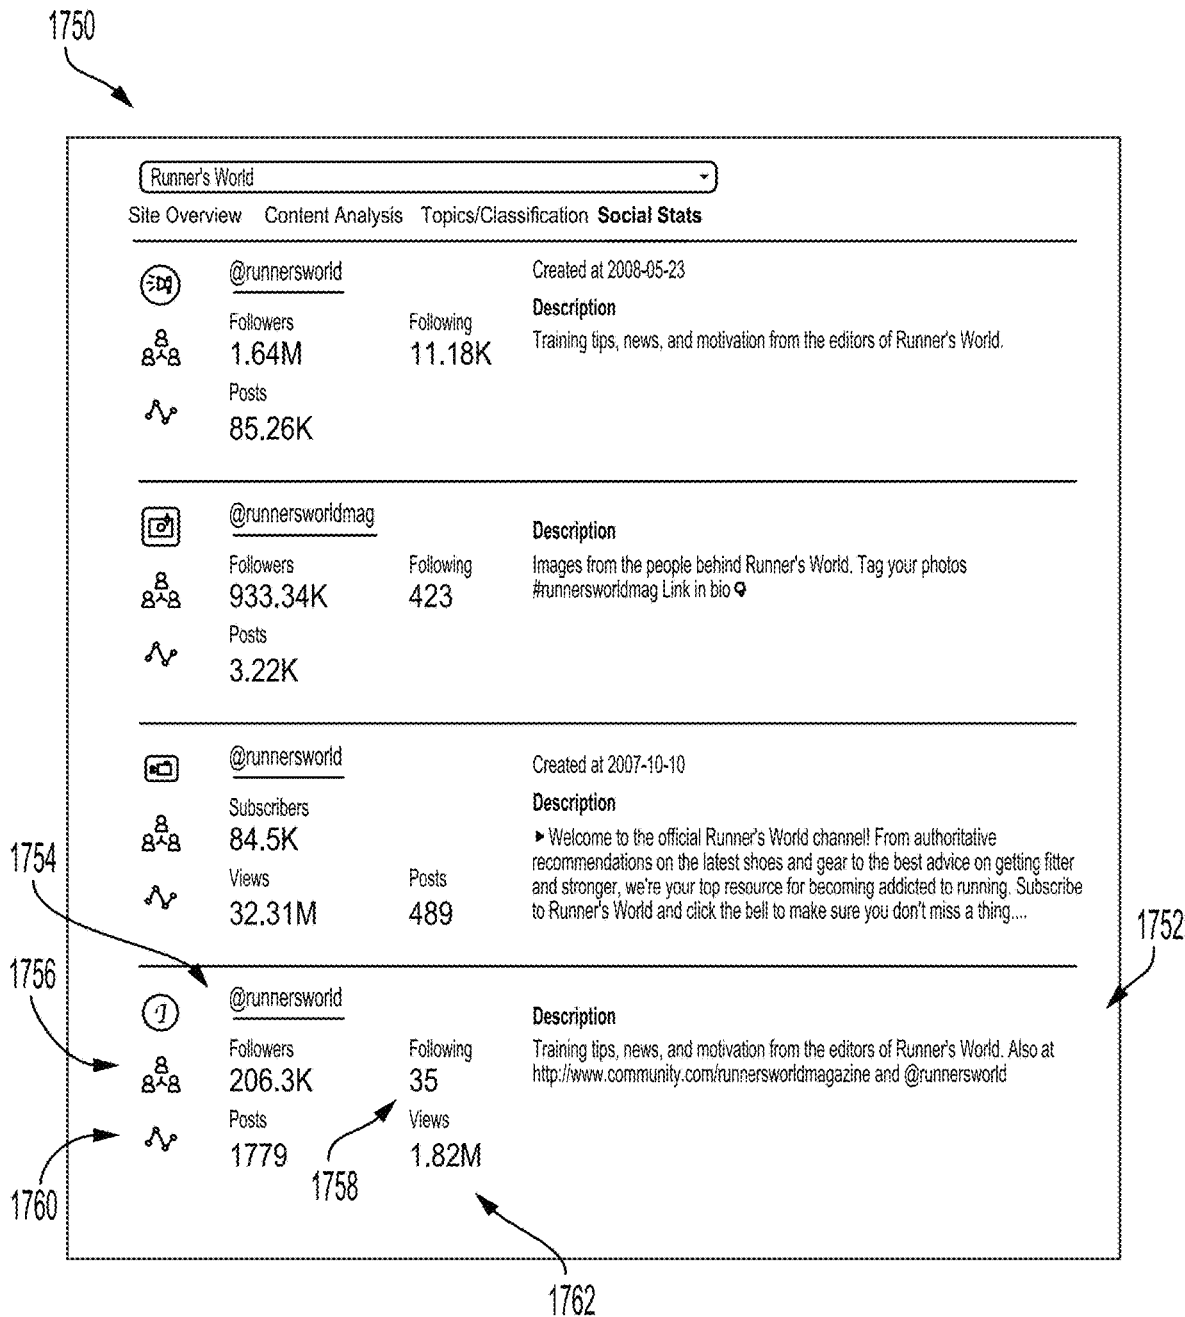 1750
Runner's World
Site Overview Content Analysis Topics/Classification Social Stats
@runnersworld Created at 2008-05-23
Description
Followers Following
Training tips, news, and motivation from the editors of Runner's World.
1.64M 11.18K
Posts
85.26K
@runnersworldmag
Description
Followers Following
Images from the people behind Runner's World. Tag your photos
#runnersworldmag Link in bio
933.34K 423
Posts
3.22K
@runnersworld
Created at 2007-10-10
Description
Subscribers
84.5K
Welcome to the official Runner's World channel! From authoritative
recommendations on the latest shoes and gear to the best advice on getting fitter
and stronger, we're your top resource for becoming addicted to running. Subscribe
to Runner's World and click the bell to make sure you don't miss a thing....
Views Posts
32.31M 489
1754
1752
1756
@runnersworld
Description
Followers Following
Training tips, news, and motivation from the editors of Runner's World. Also at
http://www.community.com/runnersworldmagazine and @runnersworld
206.3K 35
Posts Views
1779 1.82M
1758
1760
1762